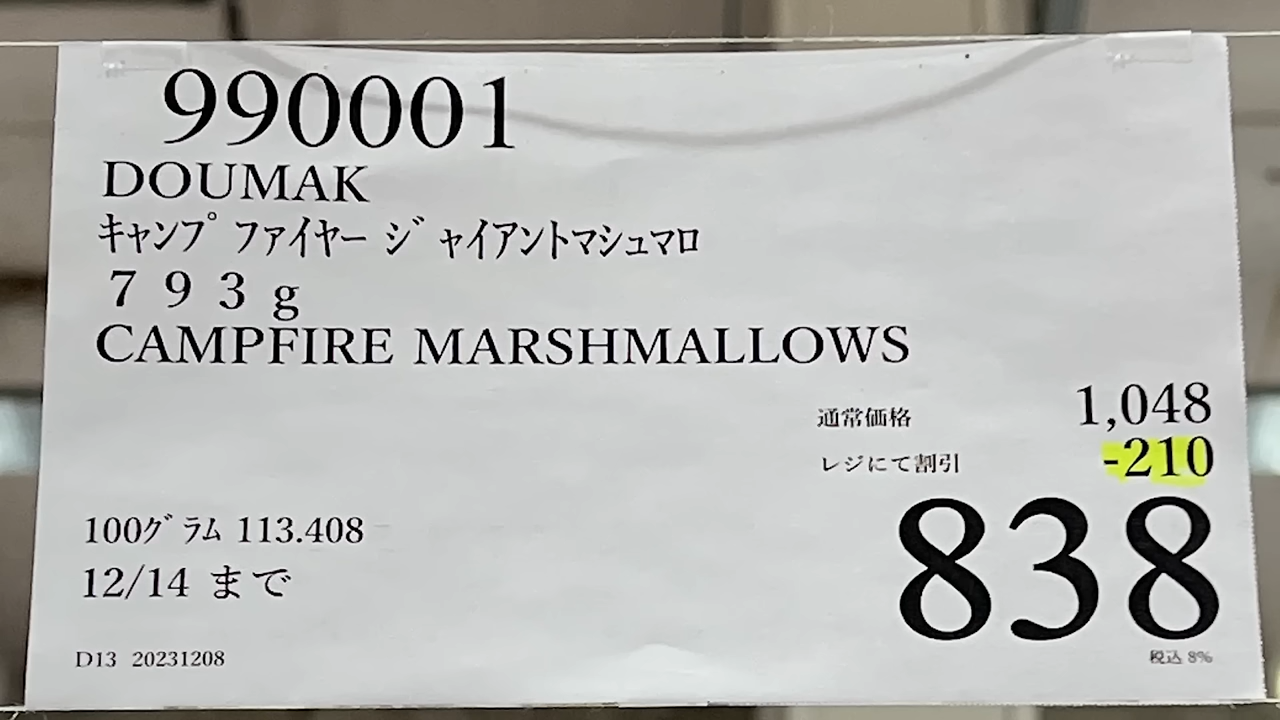 990001
DOUMAK
キャンプファイヤー ジャイアントマシュマロ
７９３ｇ
CAMPFIRE MARSHMALLOWS
通常価格 1,048
レジにて割引 -210
838
税込 8%
100グラム 113.408
12/14 まで
D13 20231208